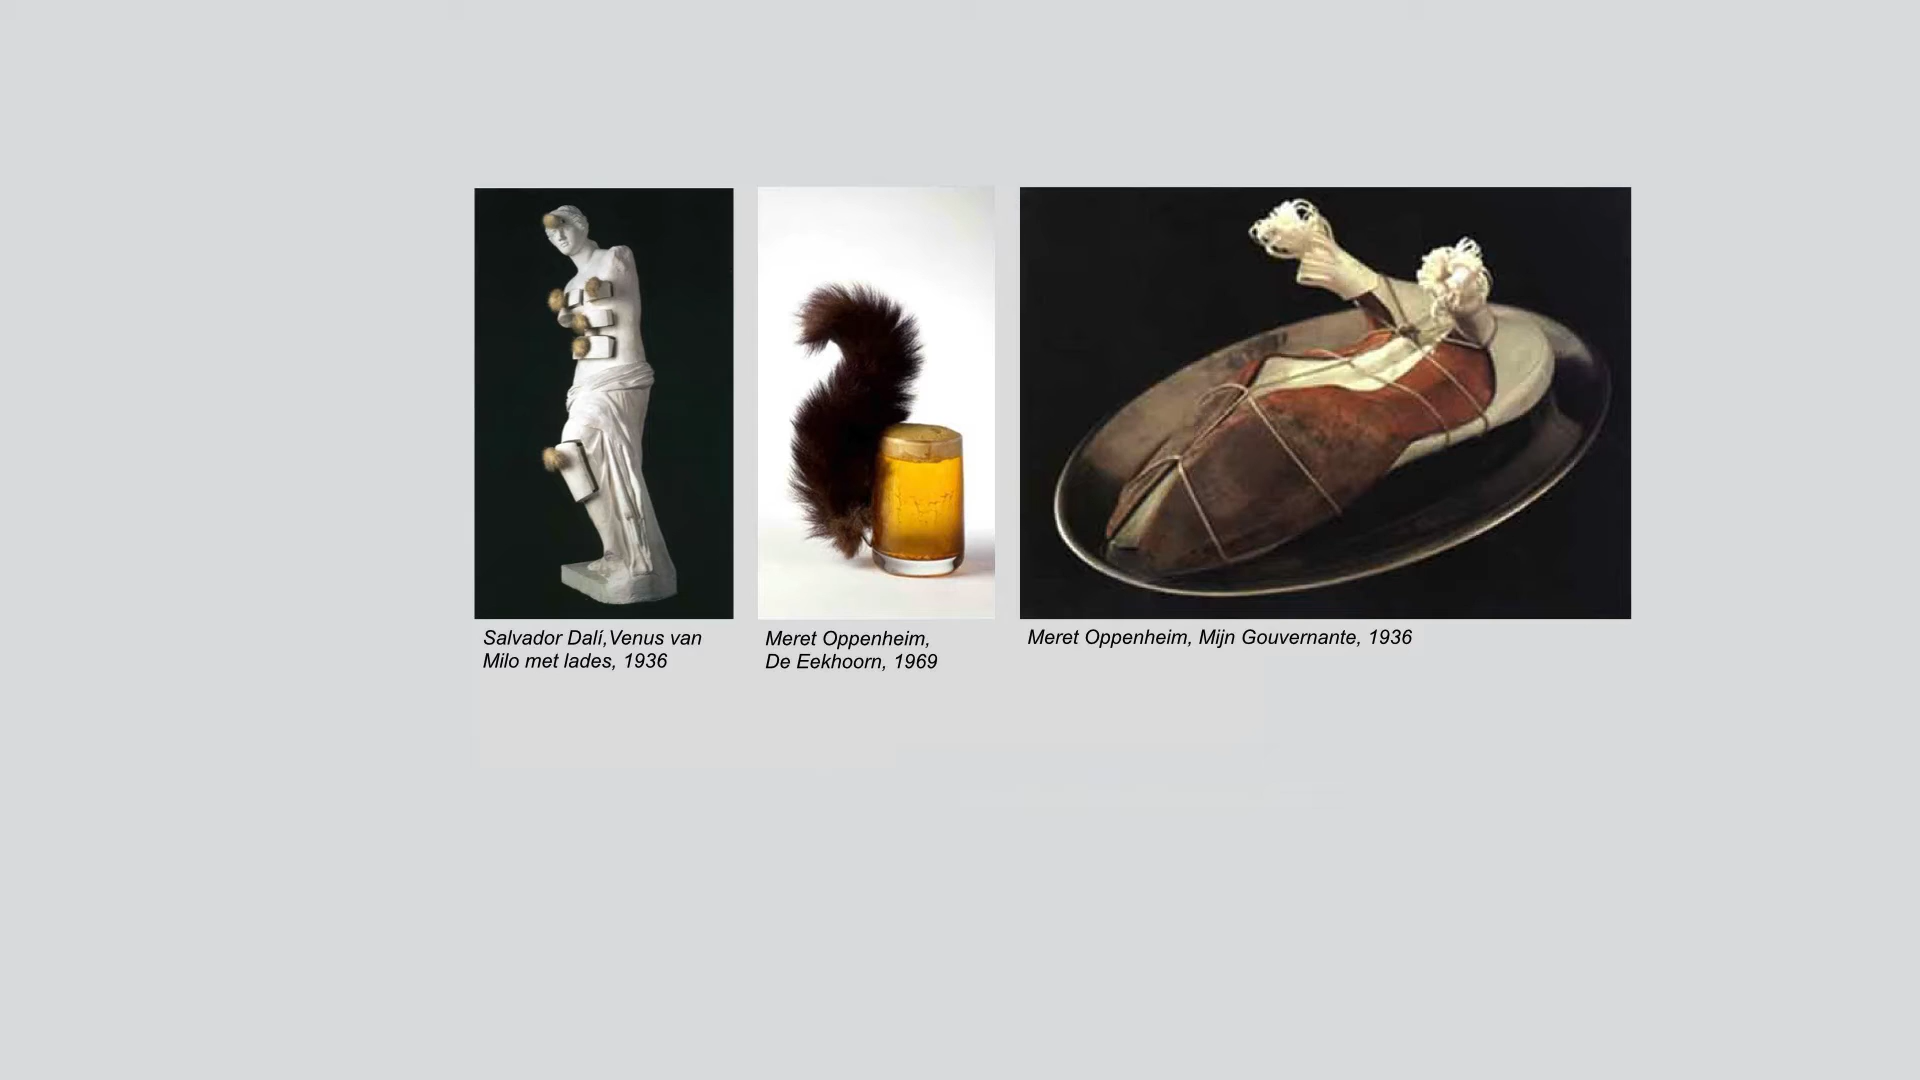 Salvador Dalí,Venus van
Milo met lades, 1936
Meret Oppenheim,
De Eekhoorn, 1969
Meret Oppenheim, Mijn Gouvernante, 1936